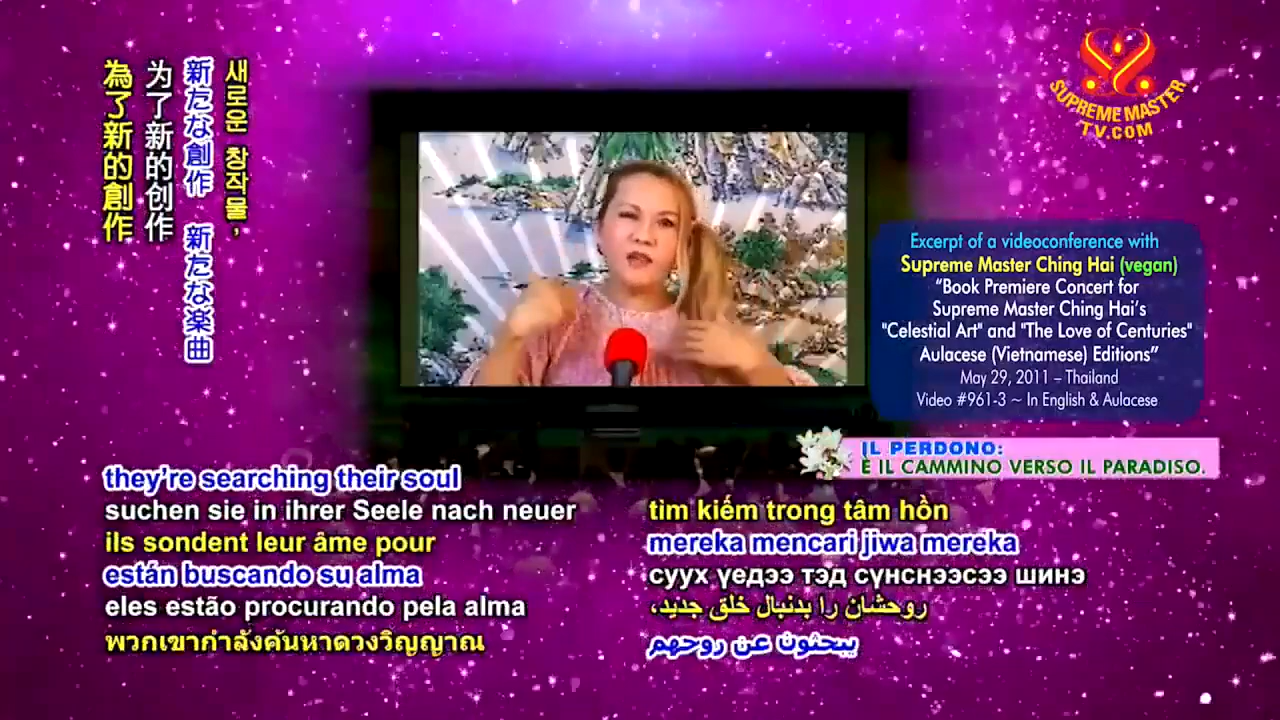 새로운 창작물,
新たな創作 新たな楽曲
为了新的创作
為了新的創作
SUPREME MASTER
TV.COM
Excerpt of a videoconference with
Supreme Master Ching Hai (vegan)
“Book Premiere Concert for
Supreme Master Ching Hai’s
"Celestial Art" and "The Love of Centuries"
Aulacese (Vietnamese) Editions”
May 29, 2011 – Thailand
Video #961-3 ~ In English & Aulacese
IL PERDONO:
È IL CAMMINO VERSO IL PARADISO.
they’re searching their soul
suchen sie in ihrer Seele nach neuer
ils sondent leur âme pour
están buscando su alma
eles estão procurando pela alma
พวกเขากำลังค้นหาดวงวิญญาณ
tìm kiếm trong tâm hồn
mereka mencari jiwa mereka
суух үедээ тэд сүнснээсээ шинэ
روحشان را بدنبال خلق جدید،
يبحثون عن روحهم